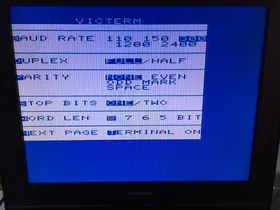 VICTERM
BAUD RATE 110 150 300
1200 2400
DUPLEX FULL/HALF
PARITY NONE EVEN
ODD MARK
SPACE
STOP BITS ONE/TWO
WORD LEN 8 7 6 5 BIT
NEXT PAGE TERMINAL ON